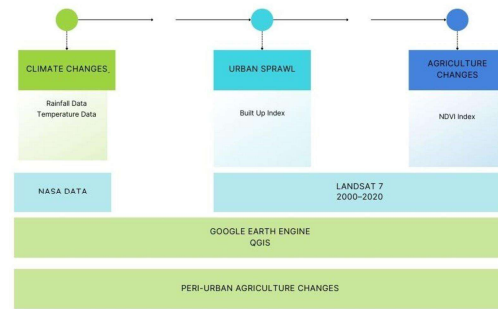 CLIMATE CHANGES
URBAN SPRAWL
AGRICULTURE
CHANGES
Rainfall Data
Temperature Data
Built Up Index
NDVI Index
NASA DATA
LANDSAT 7
2000–2020
GOOGLE EARTH ENGINE
QGIS
PERI-URBAN AGRICULTURE CHANGES